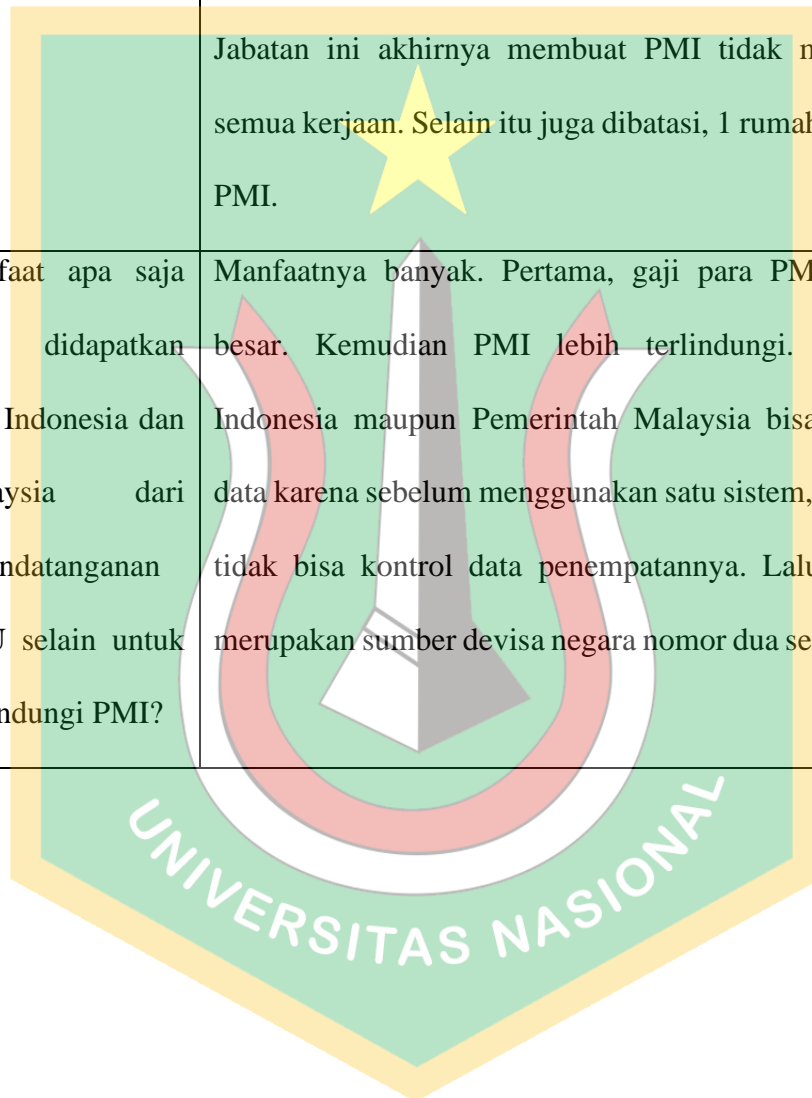 Jabatan ini akhirnya membuat PMI tidak
semua kerjaan. Selain itu juga dibatasi, 1 rumah
PMI.
faat apa saja
didapatkan
Indonesia dan
aysia dari
ndatanganan
selain untuk
ndungi PMI?
Manfaatnya banyak. Pertama, gaji para PM
besar. Kemudian PMI lebih terlindungi.
Indonesia maupun Pemerintah Malaysia bisa
data karena sebelum menggunakan satu sistem,
tidak bisa kontrol data penempatannya. Lalu
merupakan sumber devisa negara nomor dua se
UNIVERSITAS NASIONAL